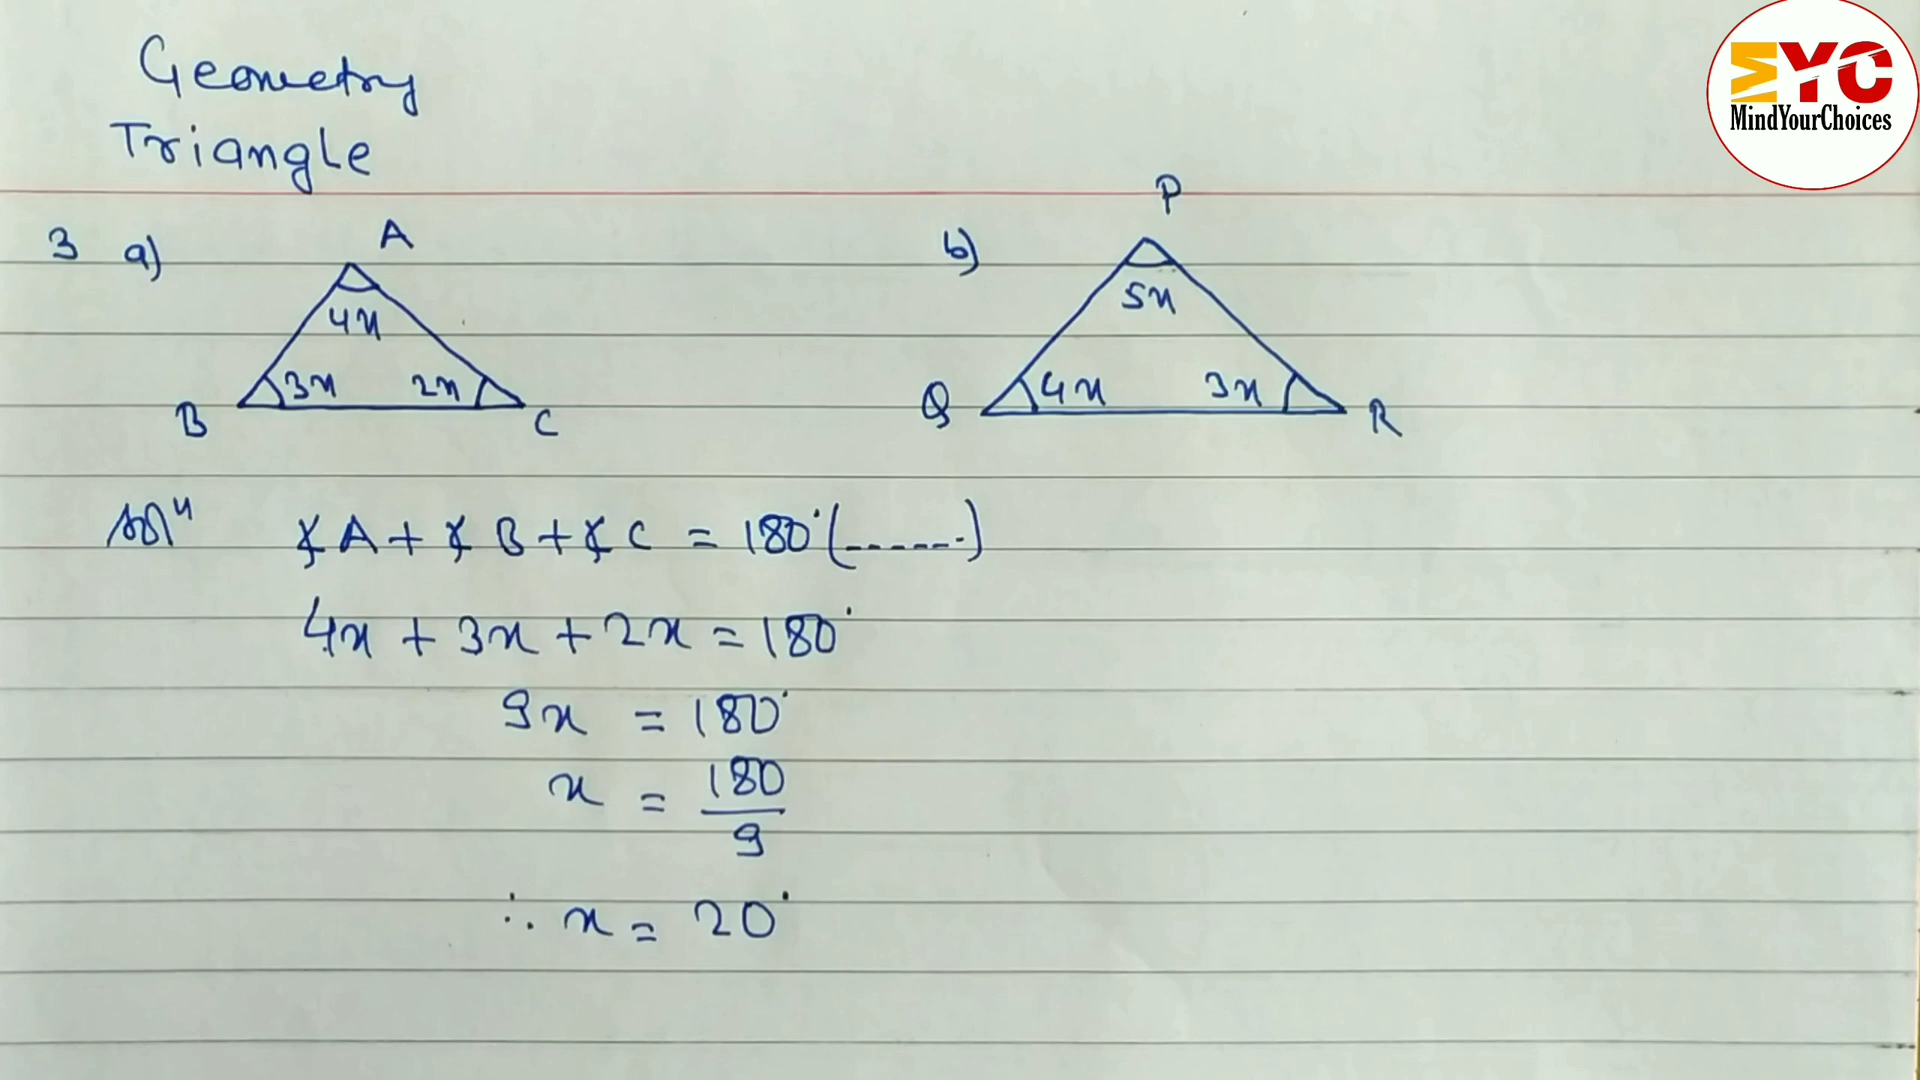 MYC
MindYourChoices
Geometry
Triangle
3 a)
A
4x
3x 2x
B C
b)
P
5x
4x 3x
Q R
Solⁿ ∠A + ∠B + ∠C = 180° (-------)
4x + 3x + 2x = 180°
9x = 180°
x = 180/9
∴ x = 20°